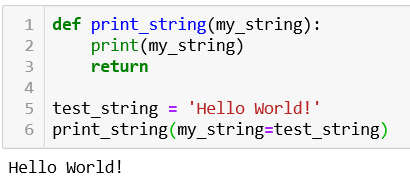 1 def print_string(my_string):
2     print(my_string)
3     return
4
5 test_string = 'Hello World!'
6 print_string(my_string=test_string)
Hello World!